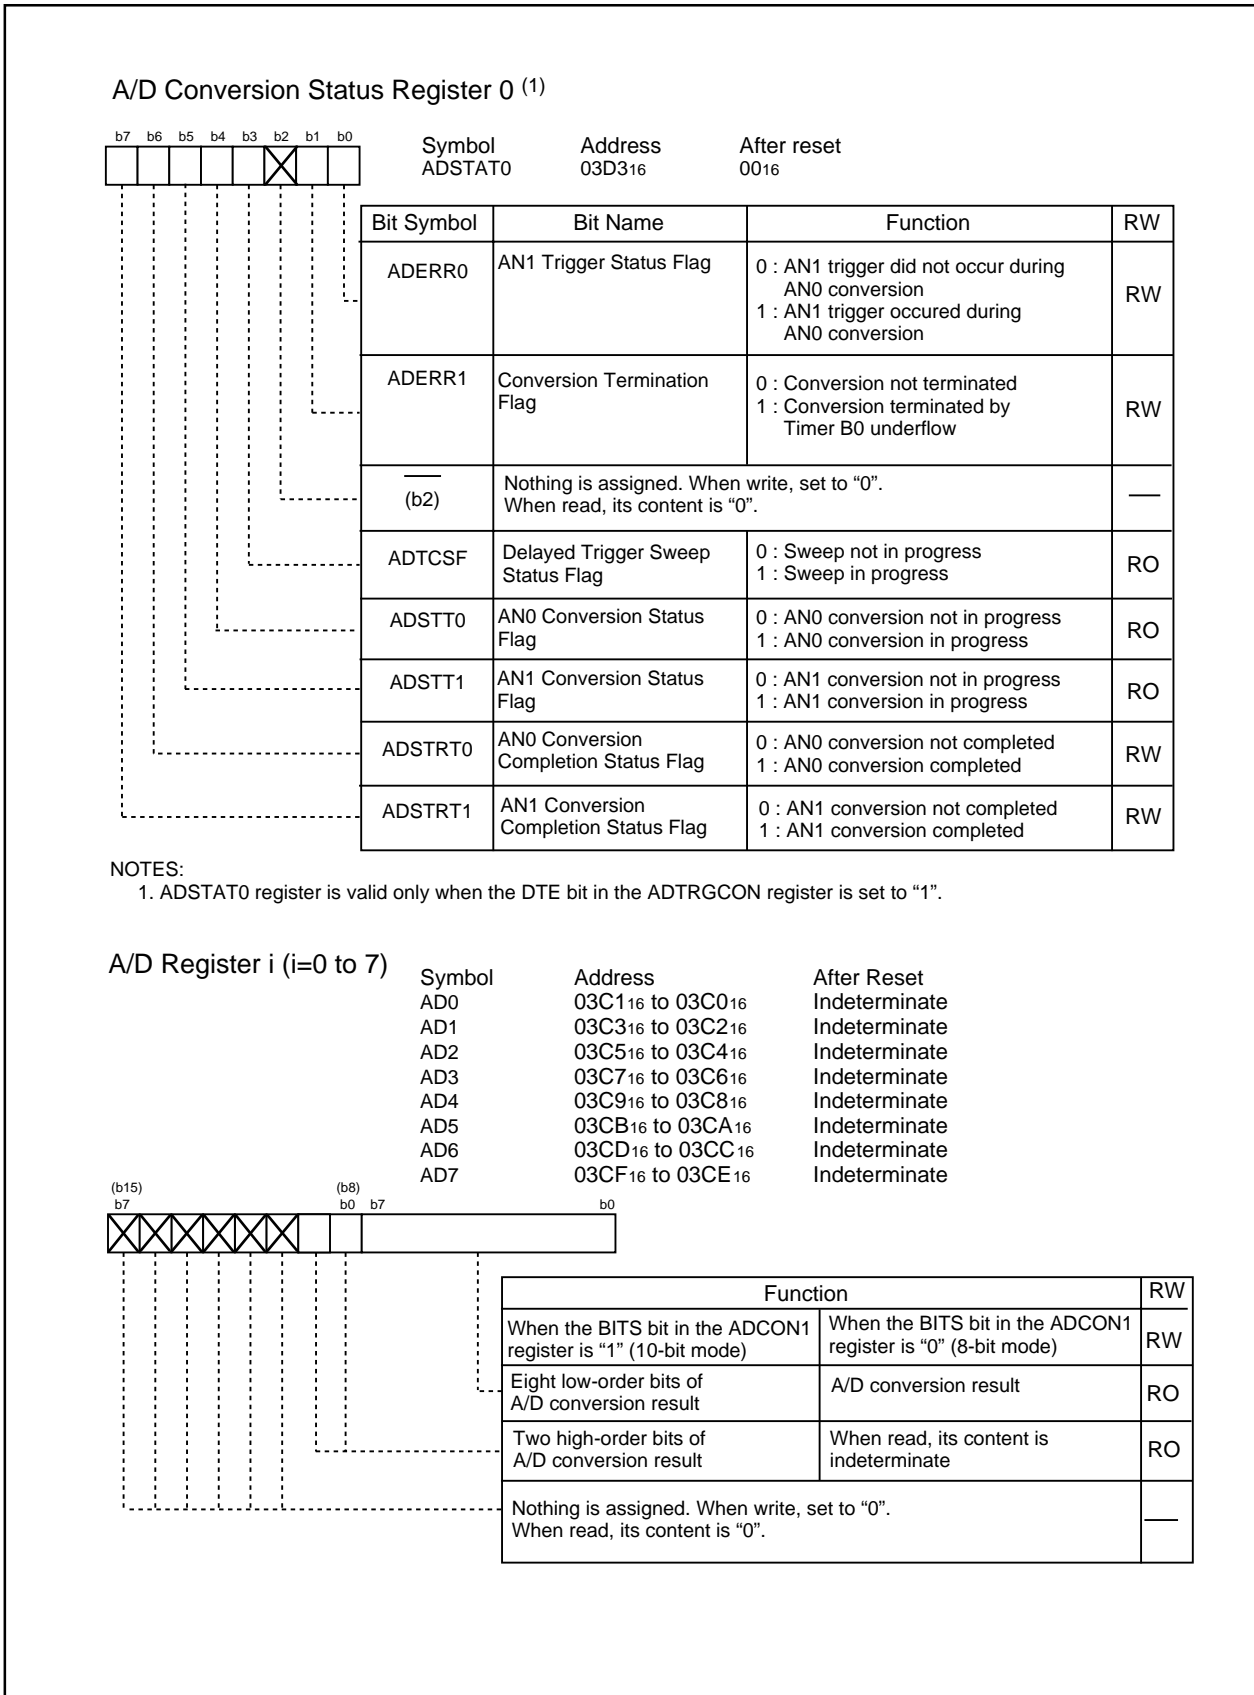 A/D Conversion Status Register 0 (1)
b7 b6 b5 b4 b3 b2 b1 b0
Symbol Address After reset
ADSTAT0 03D316 0016
Bit Symbol Bit Name Function RW
ADERR0 AN1 Trigger Status Flag 0 : AN1 trigger did not occur during
AN0 conversion
1 : AN1 trigger occured during
AN0 conversion
RW
ADERR1 Conversion Termination
Flag
0 : Conversion not terminated
1 : Conversion terminated by
Timer B0 underflow
RW
(b2)
Nothing is assigned. When write, set to “0”.
When read, its content is “0”.
ADTCSF Delayed Trigger Sweep
Status Flag
0 : Sweep not in progress
1 : Sweep in progress
RO
ADSTT0 AN0 Conversion Status
Flag
0 : AN0 conversion not in progress
1 : AN0 conversion in progress
RO
ADSTT1 AN1 Conversion Status
Flag
0 : AN1 conversion not in progress
1 : AN1 conversion in progress
RO
ADSTRT0 AN0 Conversion
Completion Status Flag
0 : AN0 conversion not completed
1 : AN0 conversion completed
RW
ADSTRT1 AN1 Conversion
Completion Status Flag
0 : AN1 conversion not completed
1 : AN1 conversion completed
RW
NOTES:
1. ADSTAT0 register is valid only when the DTE bit in the ADTRGCON register is set to “1”.
A/D Register i (i=0 to 7)
Symbol Address After Reset
AD0 03C116 to 03C016 Indeterminate
AD1 03C316 to 03C216 Indeterminate
AD2 03C516 to 03C416 Indeterminate
AD3 03C716 to 03C616 Indeterminate
AD4 03C916 to 03C816 Indeterminate
AD5 03CB16 to 03CA16 Indeterminate
AD6 03CD16 to 03CC16 Indeterminate
AD7 03CF16 to 03CE16 Indeterminate
(b15) (b8)
b7 b0 b7 b0
Function RW
When the BITS bit in the ADCON1
register is “1” (10-bit mode)
When the BITS bit in the ADCON1
register is “0” (8-bit mode)
RW
Eight low-order bits of
A/D conversion result
A/D conversion result
RO
Two high-order bits of
A/D conversion result
When read, its content is
indeterminate
RO
Nothing is assigned. When write, set to “0”.
When read, its content is “0”.